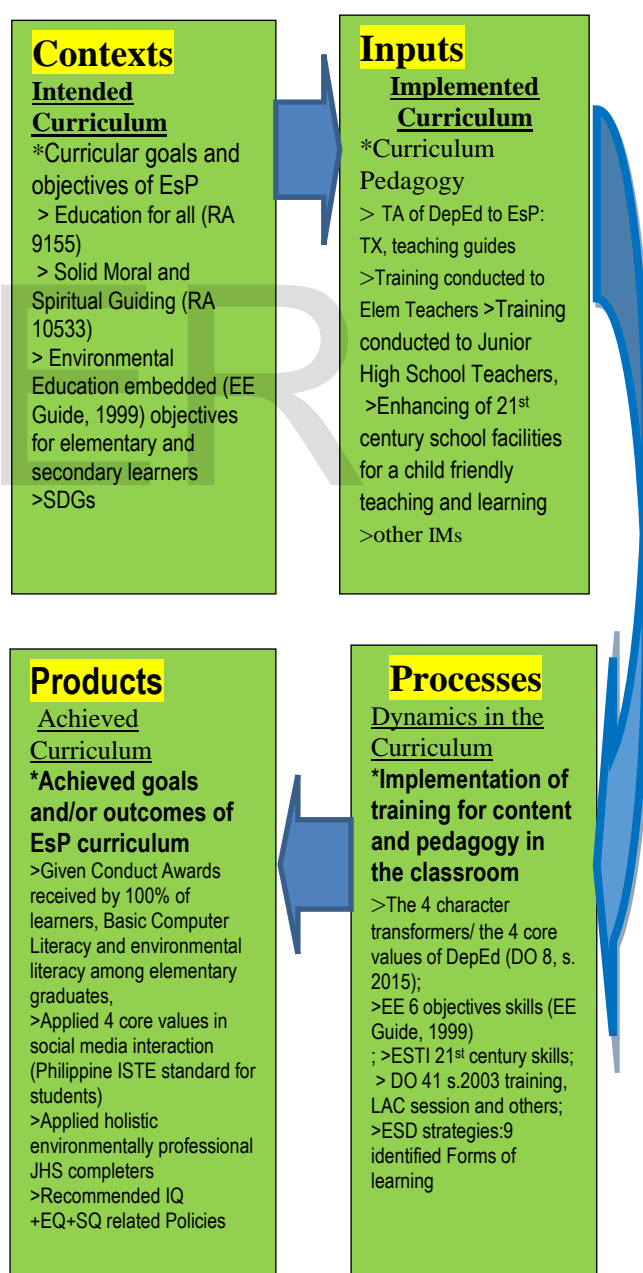 Contexts
Intended
Curriculum
*Curricular goals and
objectives of EsP
> Education for all (RA
9155)
> Solid Moral and
Spiritual Guiding (RA
10533)
> Environmental
Education embedded (EE
Guide, 1999) objectives
for elementary and
secondary learners
>SDGs
Inputs
Implemented
Curriculum
*Curriculum
Pedagogy
> TA of DepEd to EsP:
TX, teaching guides
>Training conducted to
Elem Teachers >Training
conducted to Junior
High School Teachers,
>Enhancing of 21st
century school facilities
for a child friendly
teaching and learning
>other IMs
Processes
Dynamics in the
Curriculum
*Implementation of
training for content
and pedagogy in
the classroom
>The 4 character
transformers/ the 4 core
values of DepEd (DO 8, s.
2015);
>EE 6 objectives skills (EE
Guide, 1999)
; >ESTI 21st century skills;
> DO 41 s.2003 training,
LAC session and others;
>ESD strategies:9
identified Forms of
learning
Products
Achieved
Curriculum
*Achieved goals
and/or outcomes of
EsP curriculum
>Given Conduct Awards
received by 100% of
learners, Basic Computer
Literacy and environmental
literacy among elementary
graduates,
>Applied 4 core values in
social media interaction
(Philippine ISTE standard for
students)
>Applied holistic
environmentally professional
JHS completers
>Recommended IQ
+EQ+SQ related Policies
ER